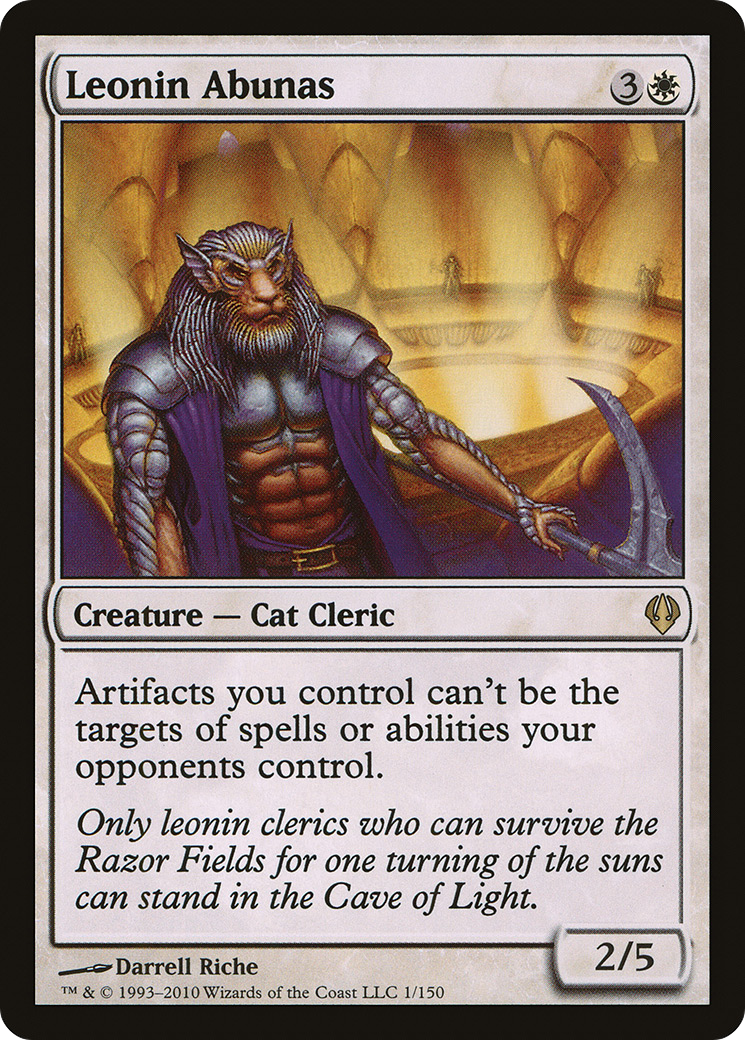 Leonin Abunas 3
Creature — Cat Cleric
Artifacts you control can't be the
targets of spells or abilities your
opponents control.
Only leonin clerics who can survive the
Razor Fields for one turning of the suns
can stand in the Cave of Light.
2/5
Darrell Riche
™ & © 1993–2010 Wizards of the Coast LLC 1/150